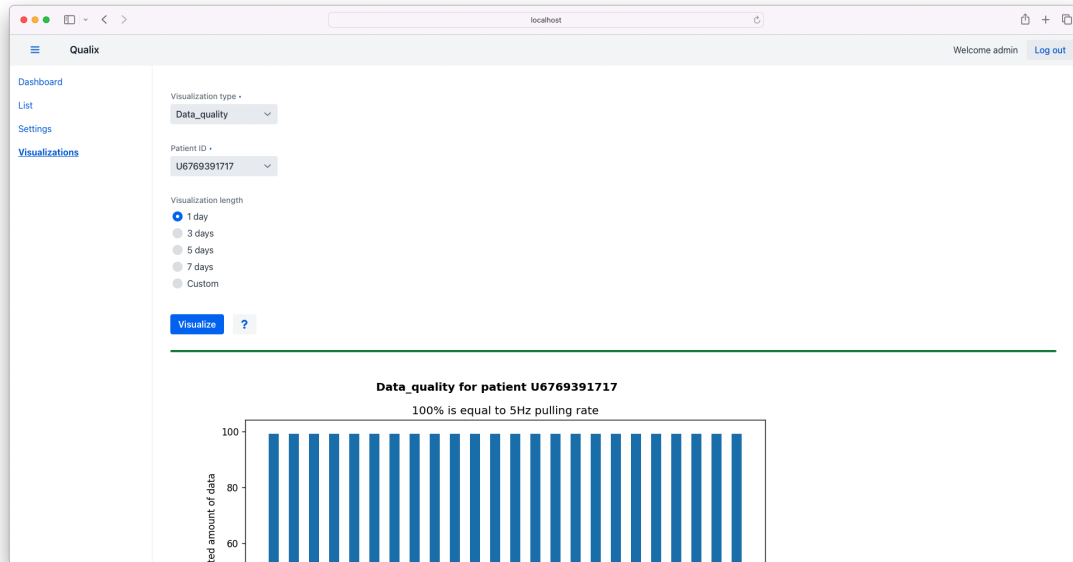 localhost
Qualix
Welcome admin Log out
Dashboard
List
Settings
Visualizations
Visualization type •
Data_quality
Patient ID •
U6769391717
Visualization length
1 day
3 days
5 days
7 days
Custom
Visualize ?
Data_quality for patient U6769391717
100% is equal to 5Hz pulling rate
100
80
60
amount of data